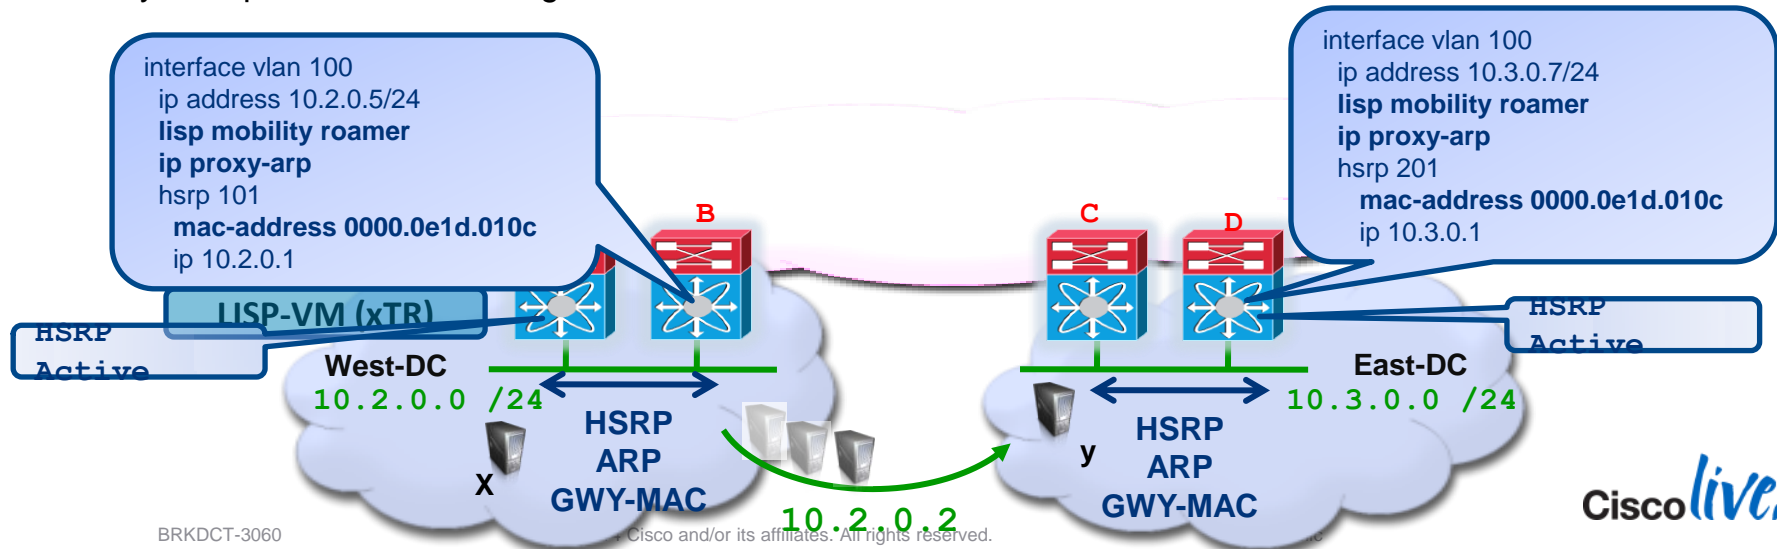 interface vlan 100
ip address 10.2.0.5/24
lisp mobility roamer
ip proxy-arp
hsrp 101
mac-address 0000.0e1d.010c
ip 10.2.0.1
interface vlan 100
ip address 10.3.0.7/24
lisp mobility roamer
ip proxy-arp
hsrp 201
mac-address 0000.0e1d.010c
ip 10.3.0.1
B
C
D
LISP-VM (xTR)
HSRP
Active
HSRP
Active
West-DC
10.2.0.0 /24
East-DC
10.3.0.0 /24
X
HSRP
ARP
GWY-MAC
y
HSRP
ARP
GWY-MAC
10.2.0.2
BRKDCT-3060
Cisco and/or its affiliates. All rights reserved.
Cisco live!